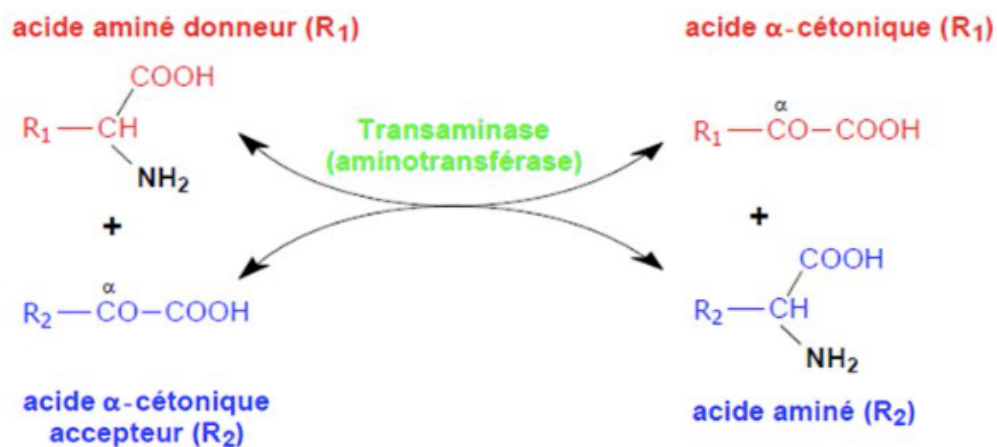 acide aminé donneur (R₁)
COOH
R₁—CH
NH₂
+
α
R₂—CO—COOH
acide α-cétonique
accepteur (R₂)
Transaminase
(aminotransférase)
acide α-cétonique (R₁)
α
R₁—CO—COOH
+
COOH
R₂—CH
NH₂
acide aminé (R₂)